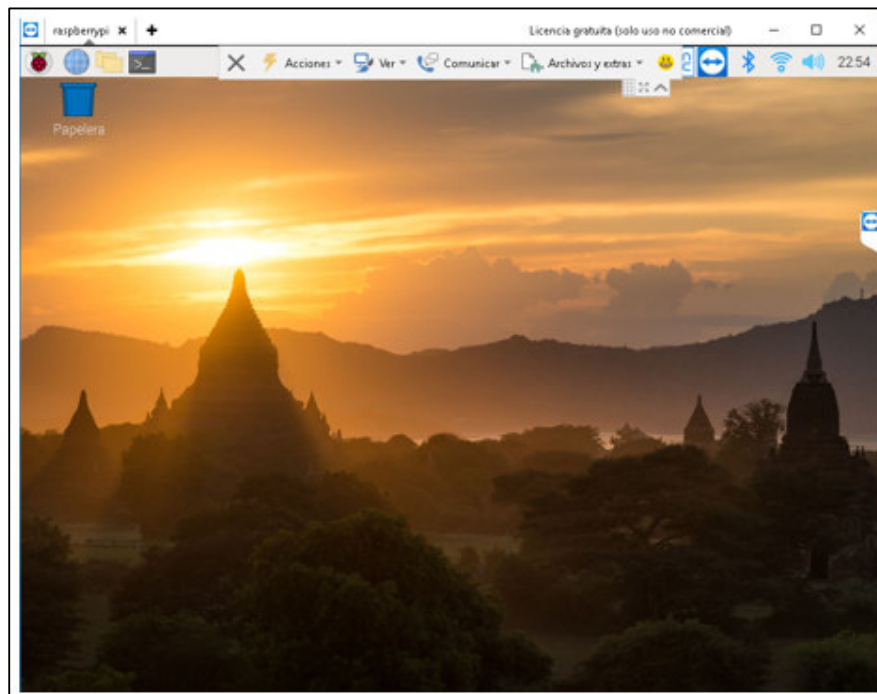 raspberrypi
Licencia gratuita (solo uso no comercial)
Acciones
Ver
Comunicar
Archivos y extras
22:54
Papelera